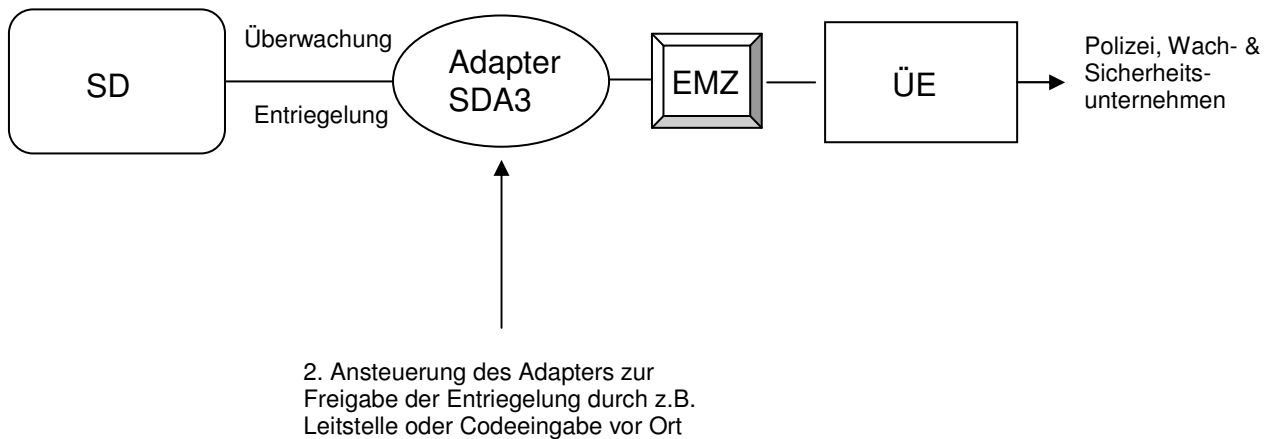 SD
Überwachung
Entriegelung
Adapter
SDA3
EMZ
ÜE
Polizei, Wach- &
Sicherheits-
unternehmen
2. Ansteuerung des Adapters zur
Freigabe der Entriegelung durch z.B.
Leitstelle oder Codeeingabe vor Ort